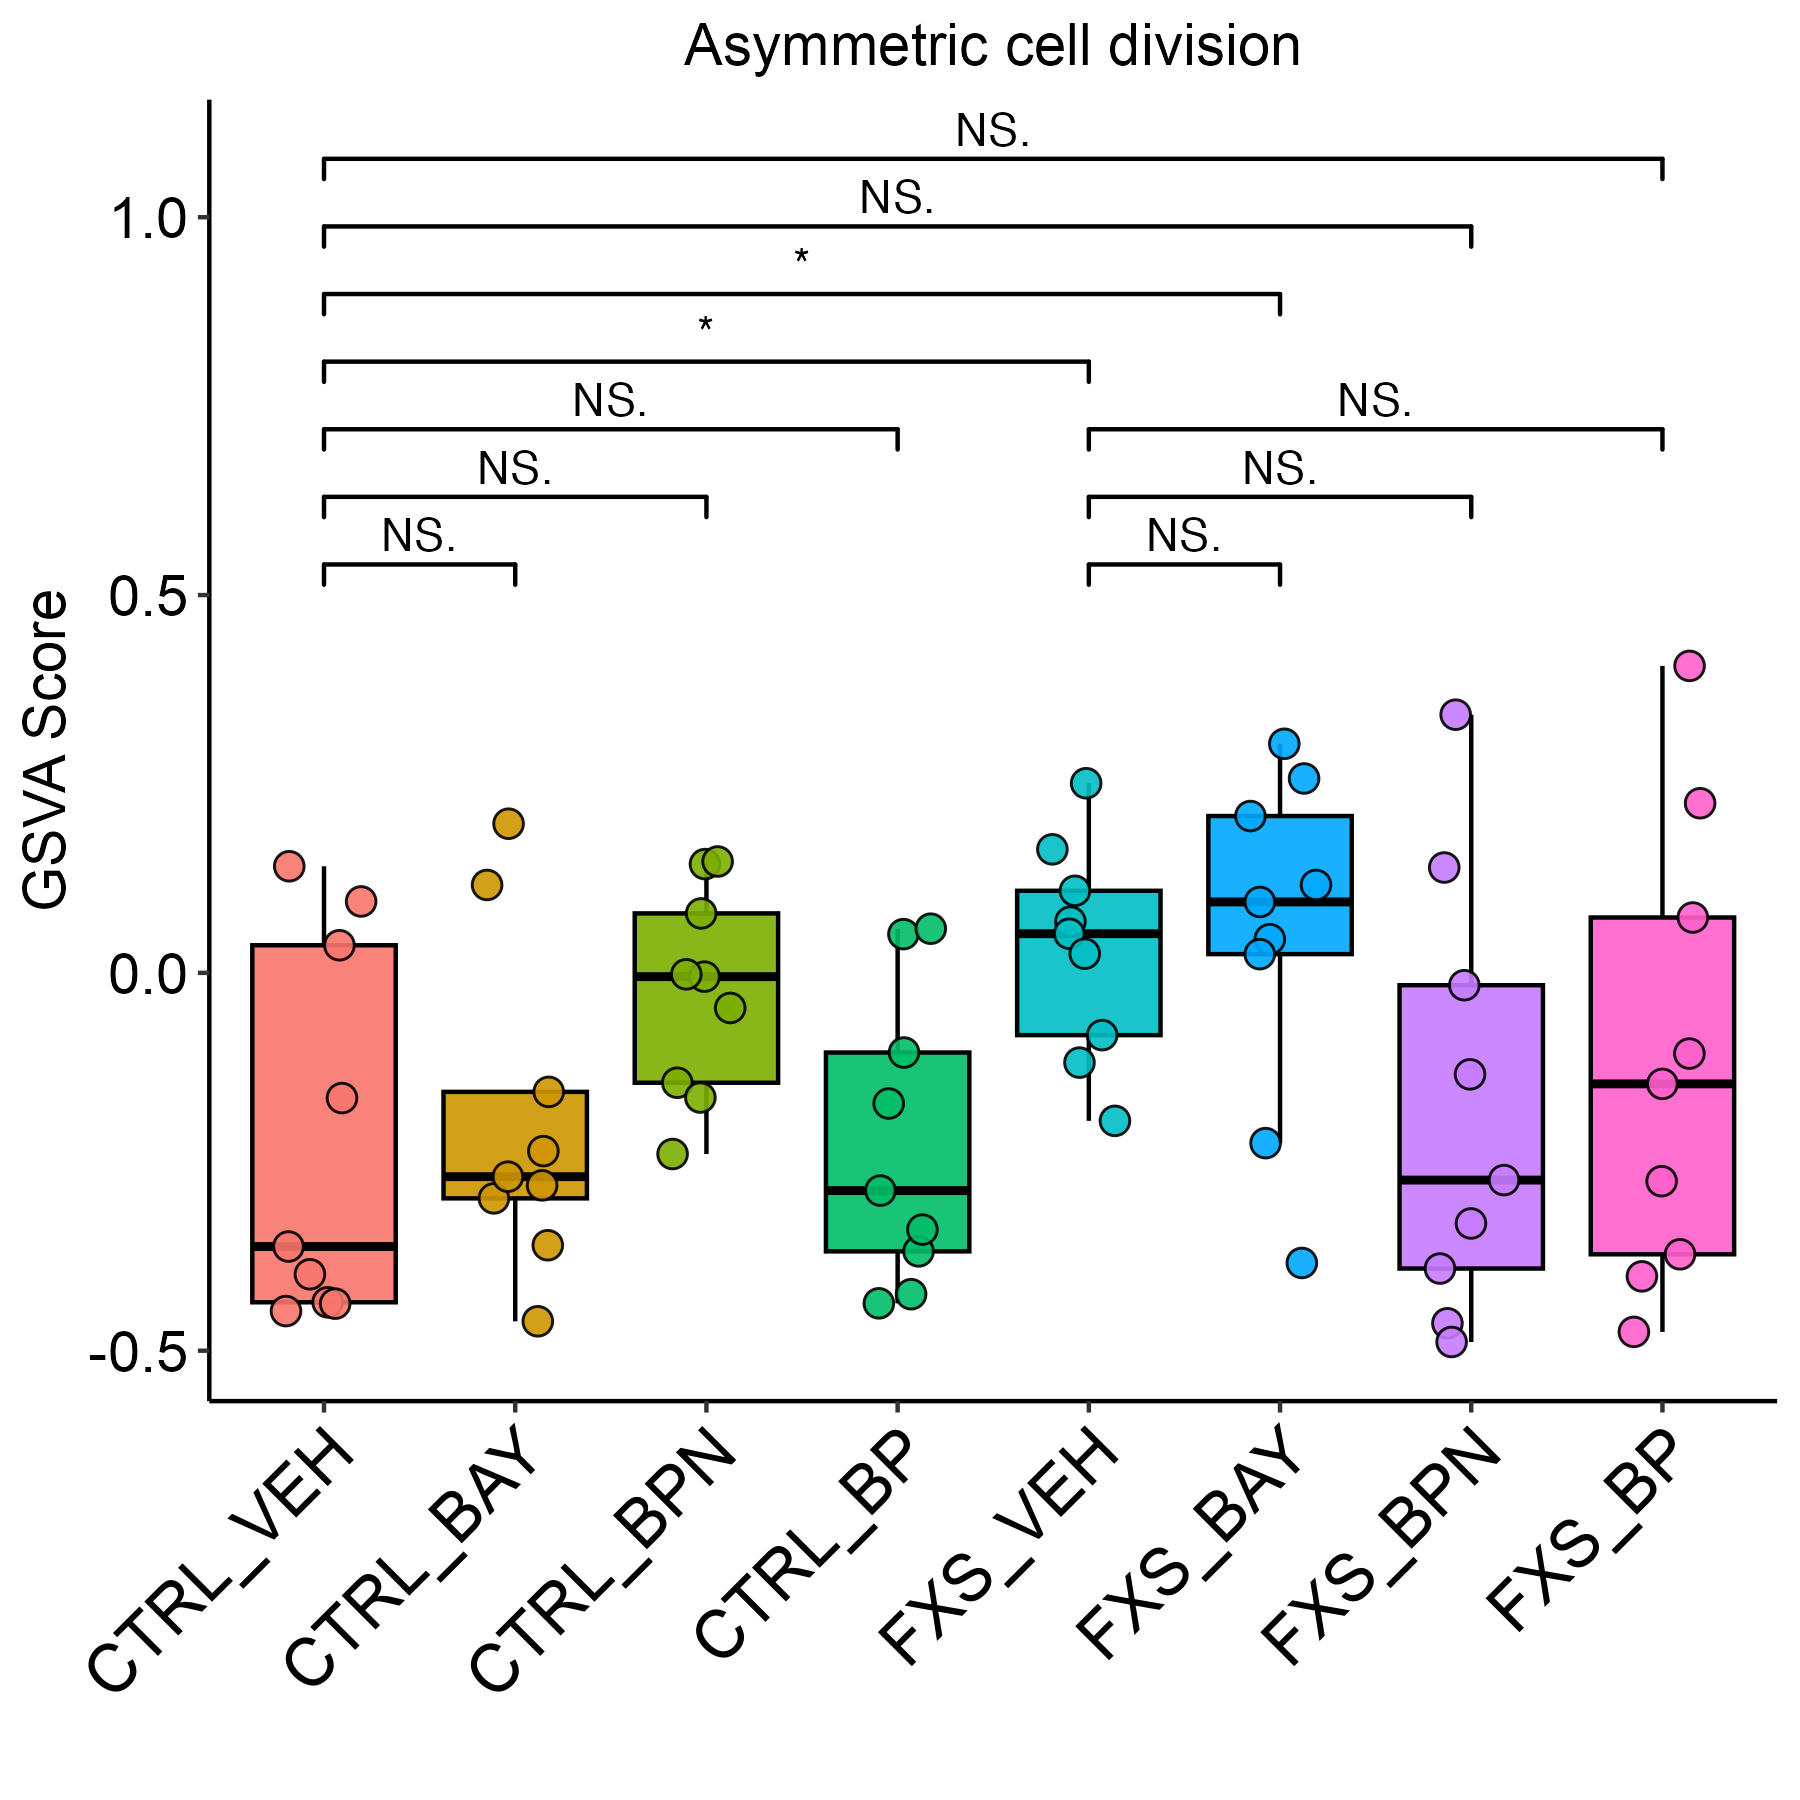 Asymmetric cell division
NS.
NS.
*
*
NS. NS.
NS. NS.
NS. NS.
GSVA Score
1.0
0.5
0.0
-0.5
CTRL_VEH
CTRL_BAY
CTRL_BPN
CTRL_BP
FXS_VEH
FXS_BAY
FXS_BPN
FXS_BP